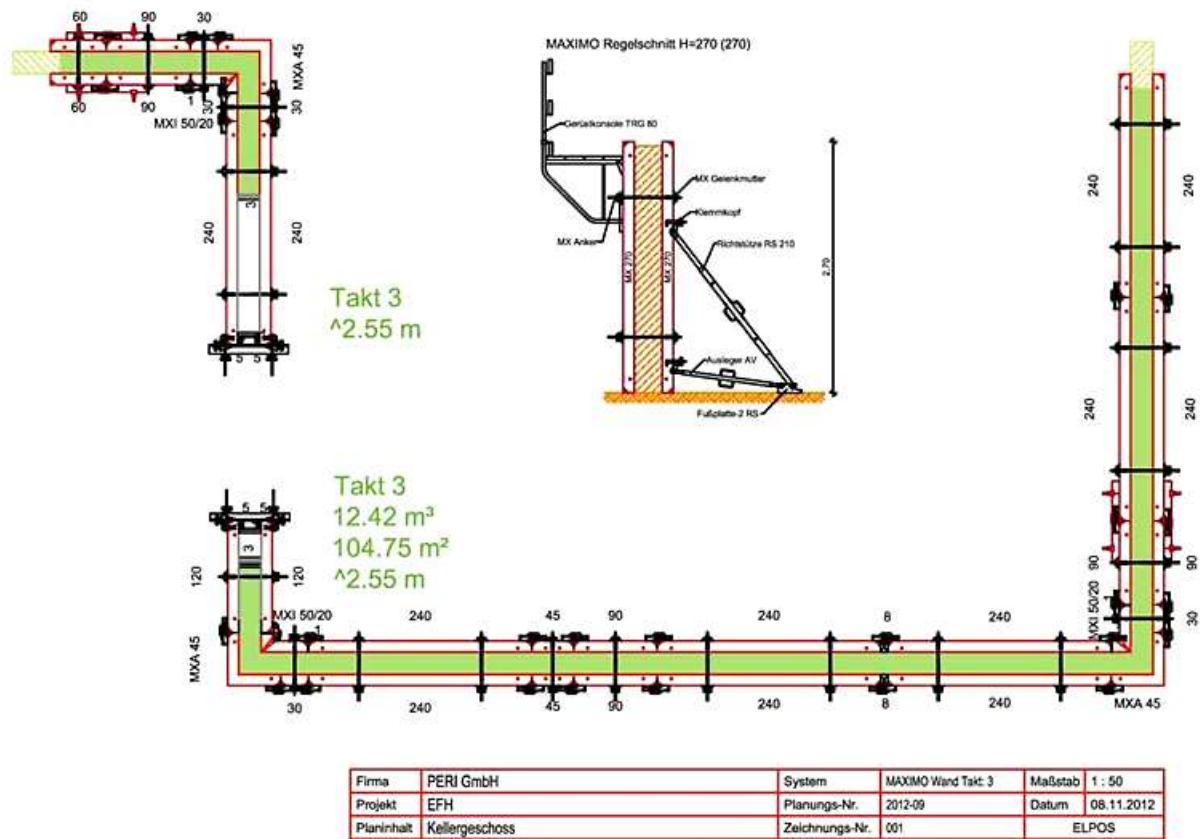 60 90 30
MXA 45
60 90 1 30 30
MXI 50/20
3
240 240
5 5
Takt 3
^2.55 m
MAXIMO Regelschnitt H=270 (270)
Gerüstkonsole TRG 80
MX Gelenkmutter
Klemmkopf
MX Anker
MX 270
MX 270
Richtstütze RS 210
2.70
Ausleger AV
Fußplatte-2 RS
240 240
240 240
90 90
MXI 50/20
1
30
Takt 3
12.42 m³
104.75 m²
^2.55 m
5 5
3
120 120
MXI 50/20
1
MXA 45
240 45 90 240 8 240
30 240 45 90 240 8 240
MXA 45
Firma PERI GmbH System MAXIMO Wand Takt: 3 Maßstab 1 : 50
Projekt EFH Planungs-Nr. 2012-09 Datum 08.11.2012
Planinhalt Kellergeschoss Zeichnungs-Nr. 001 ELPOS